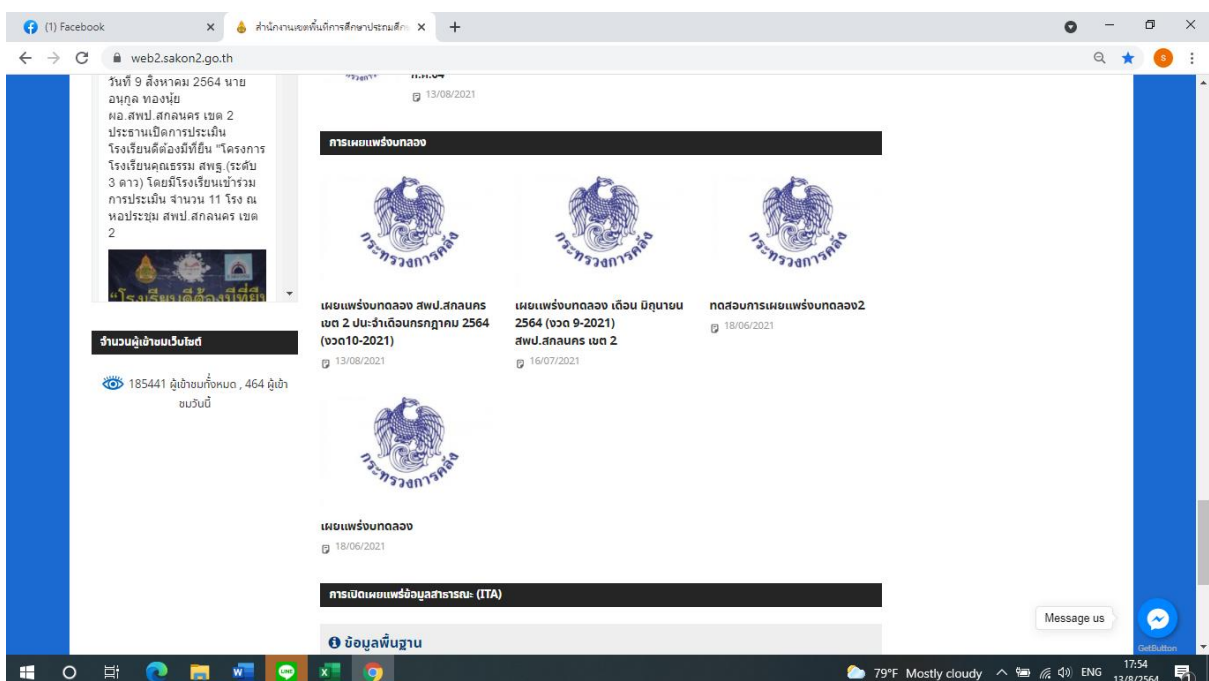 (1) Facebook
สำนักงานเขตพื้นที่การศึกษาประถมศึก
web2.sakon2.go.th
วันที่ 9 สิงหาคม 2564 นาย
อนุกูล ทองนุ้ย
ผอ.สพป.สกลนคร เขต 2
ประธานเปิดการประเมิน
โรงเรียนดีต้องมีที่ยืน "โครงการ
โรงเรียนคุณธรรม สพฐ.(ระดับ
3 ดาว) โดยมีโรงเรียนเข้าร่วม
การประเมิน จำนวน 11 โรง ณ
หอประชุม สพป.สกลนคร เขต
2
"โรงเรียนดีต้องมีที่ยืน
จำนวนผู้เข้าชมเว็บไซต์
185441 ผู้เข้าชมทั้งหมด , 464 ผู้เข้า
ชมวันนี้
13/08/2021
การเผยแพร่งบทลอง
กระทรวงการคลัง
กระทรวงการคลัง
กระทรวงการคลัง
เผยแพร่งบทดลอง สพป.สกลนคร
เขต 2 ปนะจำเดือนกรกฎาคม 2564
(งวด10-2021)
13/08/2021
เผยแพร่งบทดลอง เดือน มิถุนายน
2564 (งวด 9-2021)
สพป.สกลนคร เขต 2
16/07/2021
ทดสอบการเผยแพร่งบทดลอง2
18/06/2021
กระทรวงการคลัง
เผยแพร่งบทดลอง
18/06/2021
การเปิดเผยแพร่ข้อมูลสาธารณะ (ITA)
ข้อมูลพื้นฐาน
Message us
GetButton
79°F Mostly cloudy
ENG
17:54
13/8/2564